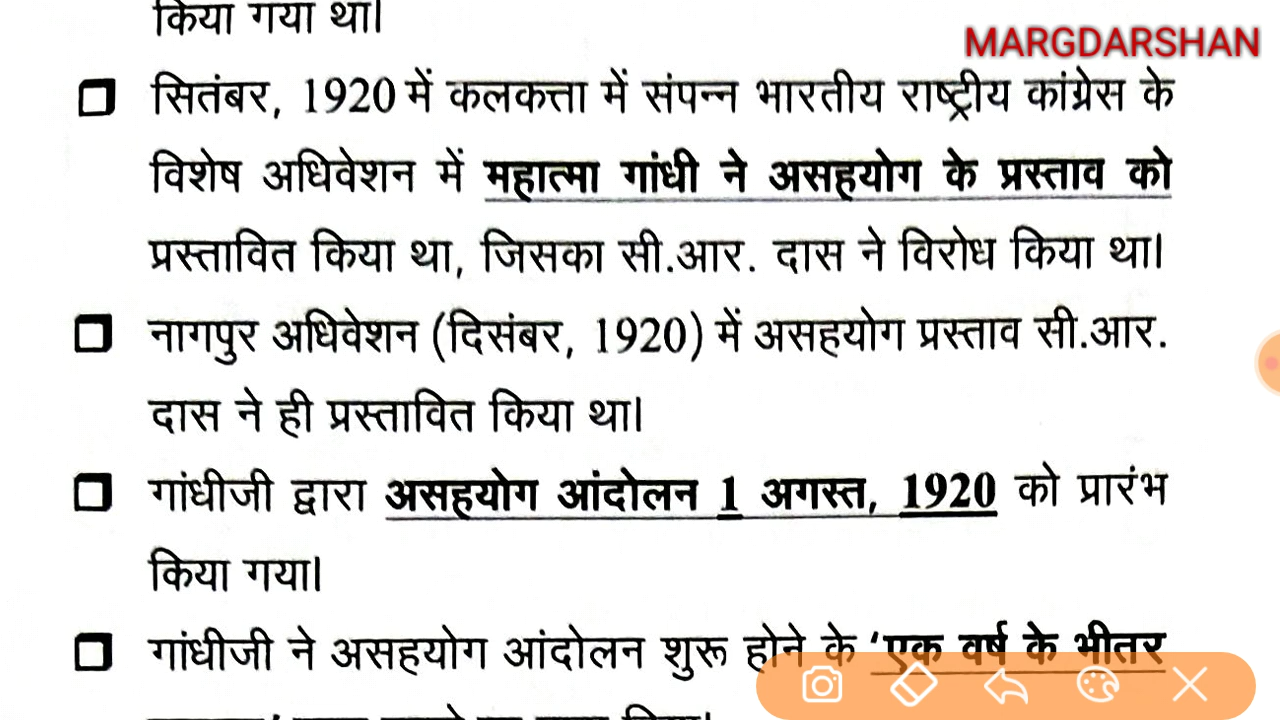 किया गया था।
MARGDARSHAN
सितंबर, 1920 में कलकत्ता में संपन्न भारतीय राष्ट्रीय कांग्रेस के
विशेष अधिवेशन में महात्मा गांधी ने असहयोग के प्रस्ताव को
प्रस्तावित किया था, जिसका सी.आर. दास ने विरोध किया था।
नागपुर अधिवेशन (दिसंबर, 1920) में असहयोग प्रस्ताव सी.आर.
दास ने ही प्रस्तावित किया था।
गांधीजी द्वारा असहयोग आंदोलन 1 अगस्त, 1920 को प्रारंभ
किया गया।
गांधीजी ने असहयोग आंदोलन शुरू होने के ‘एक वर्ष के भीतर